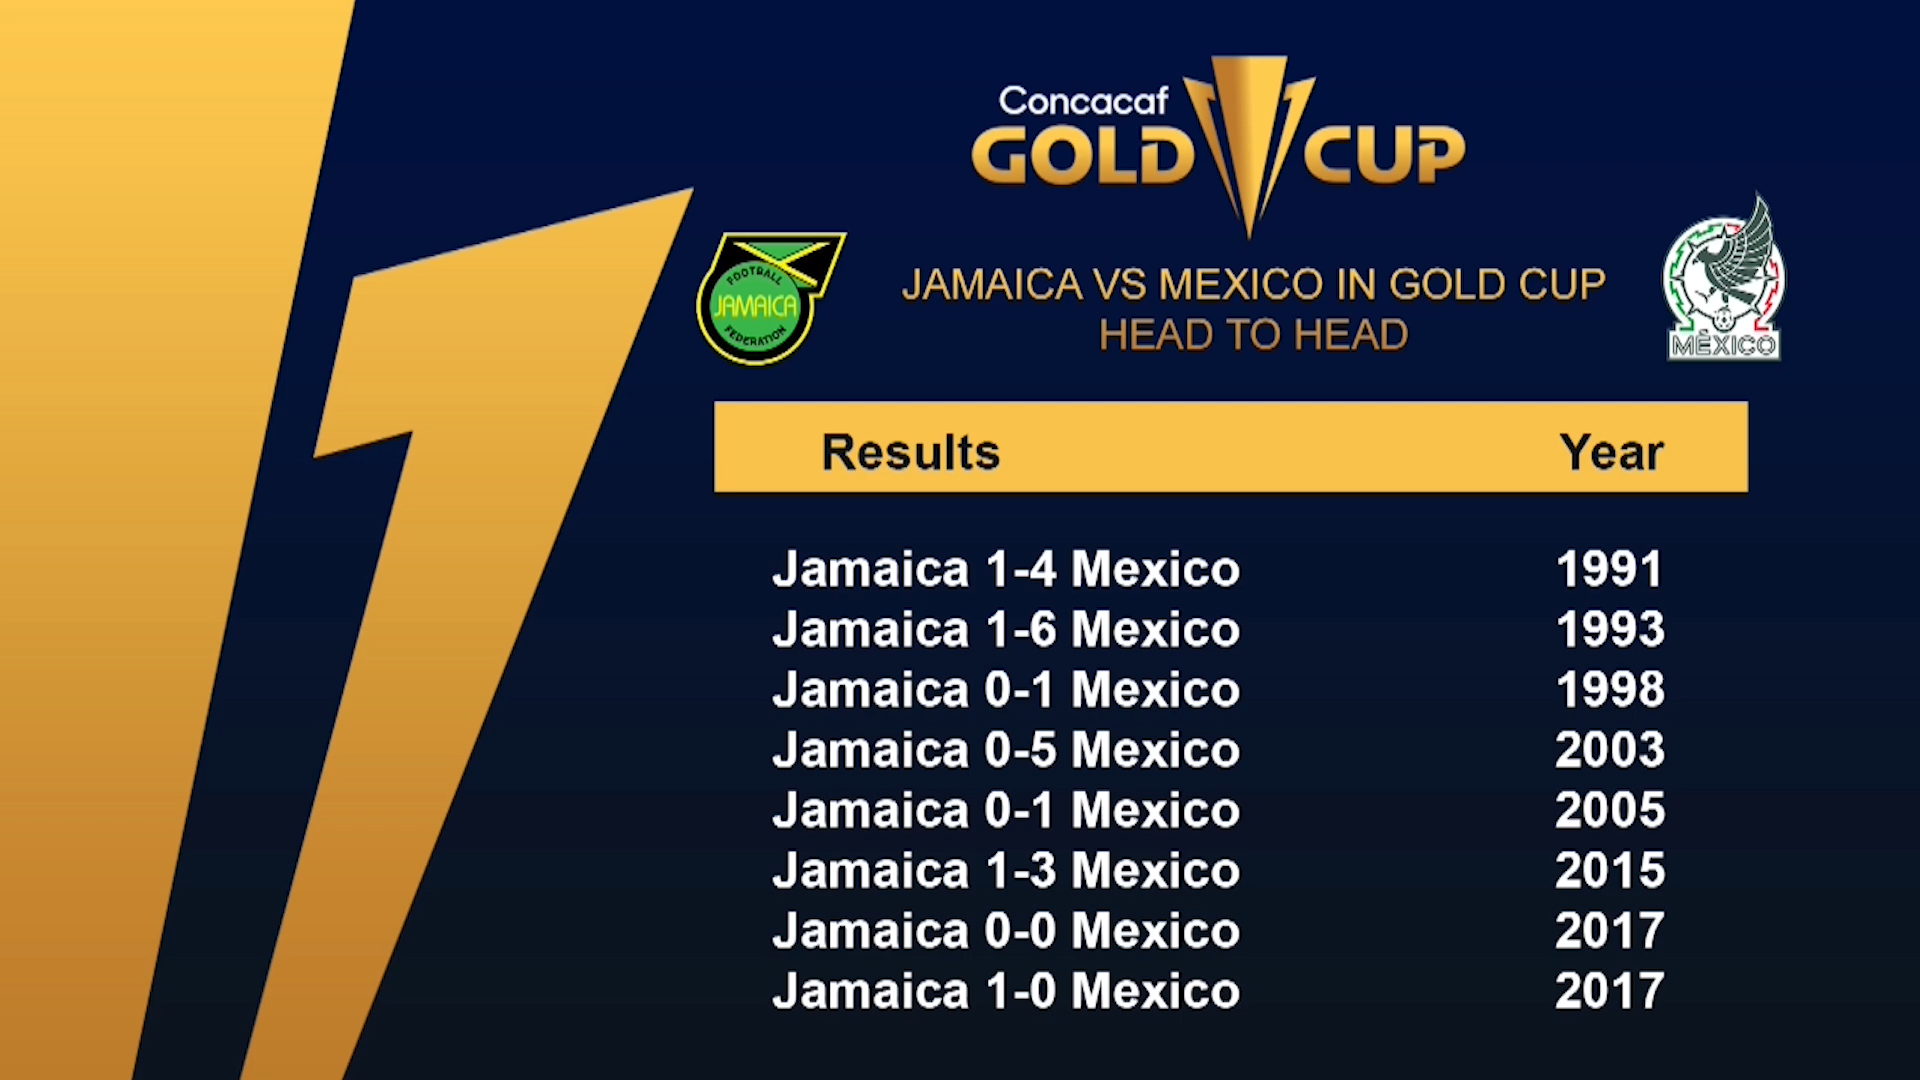 Concacaf
GOLD CUP
FOOTBALL
JAMAICA
FEDERATION
JAMAICA VS MEXICO IN GOLD CUP
HEAD TO HEAD
MÉXICO
Results Year
Jamaica 1-4 Mexico 1991
Jamaica 1-6 Mexico 1993
Jamaica 0-1 Mexico 1998
Jamaica 0-5 Mexico 2003
Jamaica 0-1 Mexico 2005
Jamaica 1-3 Mexico 2015
Jamaica 0-0 Mexico 2017
Jamaica 1-0 Mexico 2017